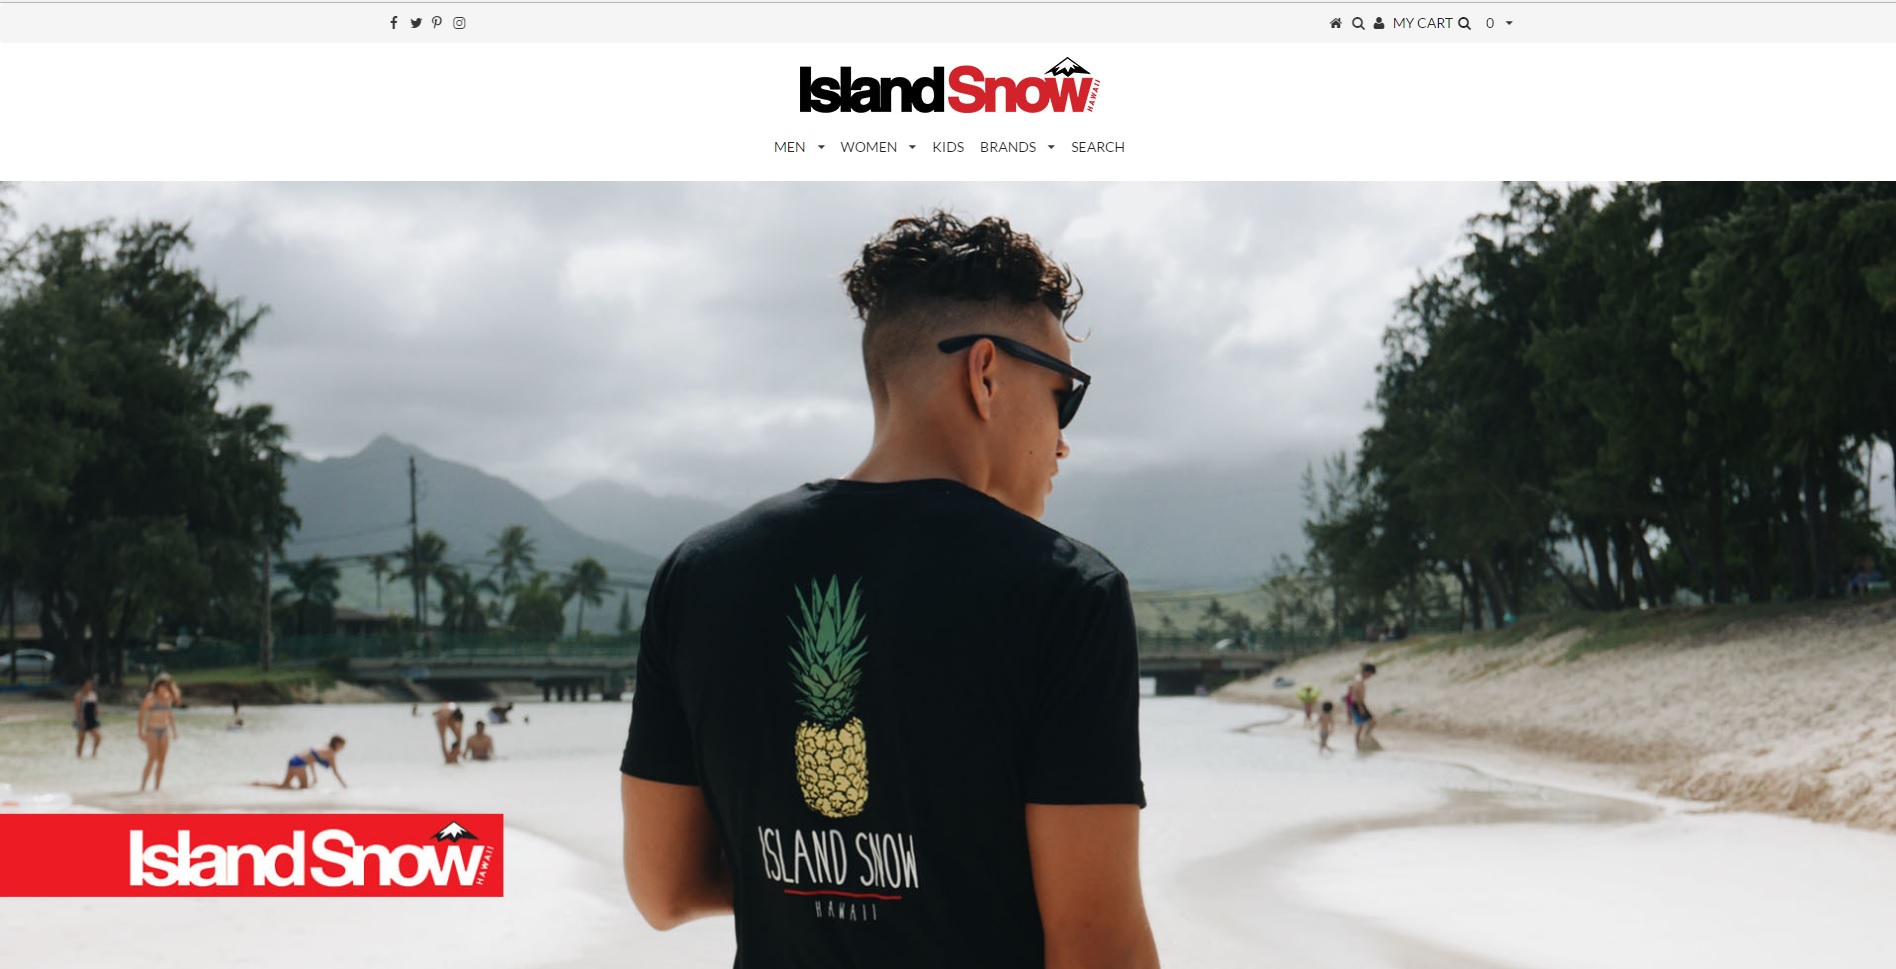 MY CART 0
Island Snow
HAWAII
MEN WOMEN KIDS BRANDS SEARCH
ISLAND SNOW
HAWAII
Island Snow
HAWAII